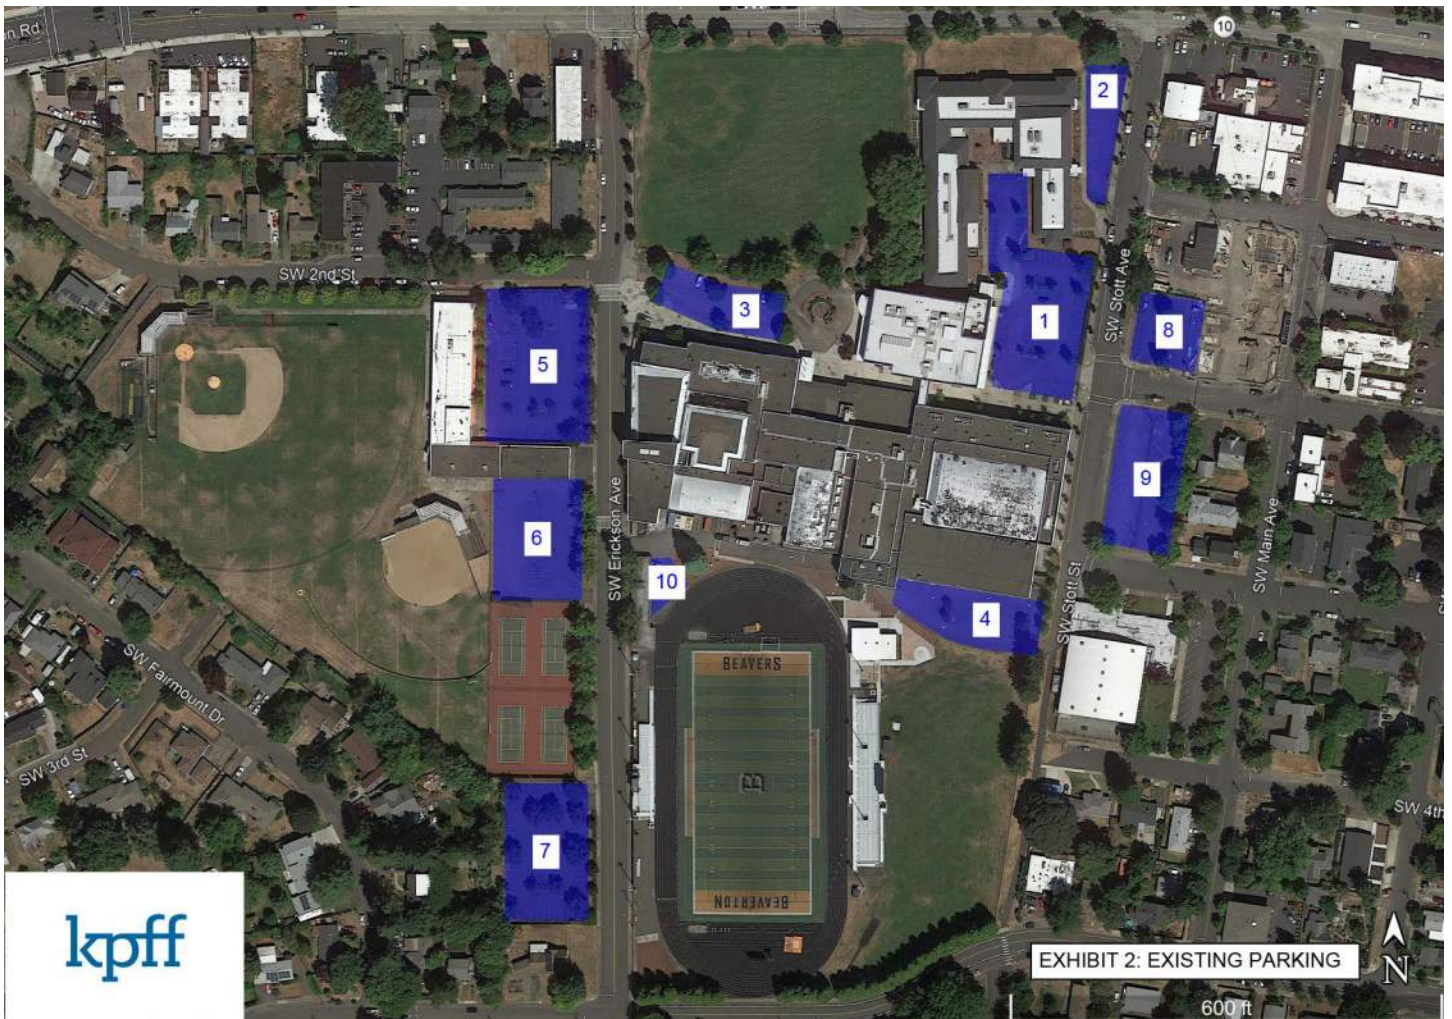 on Rd
10
2
SW 2nd St
SW Stott Ave
3
1
8
5
9
SW Erickson Ave
6
SW Main Ave
10
4
SW Stott St
SW Fairmount Dr
BEAVERS
SW 3rd St
B
SW 4th
7
BEAVERTON
kpff
EXHIBIT 2: EXISTING PARKING
N
600 ft